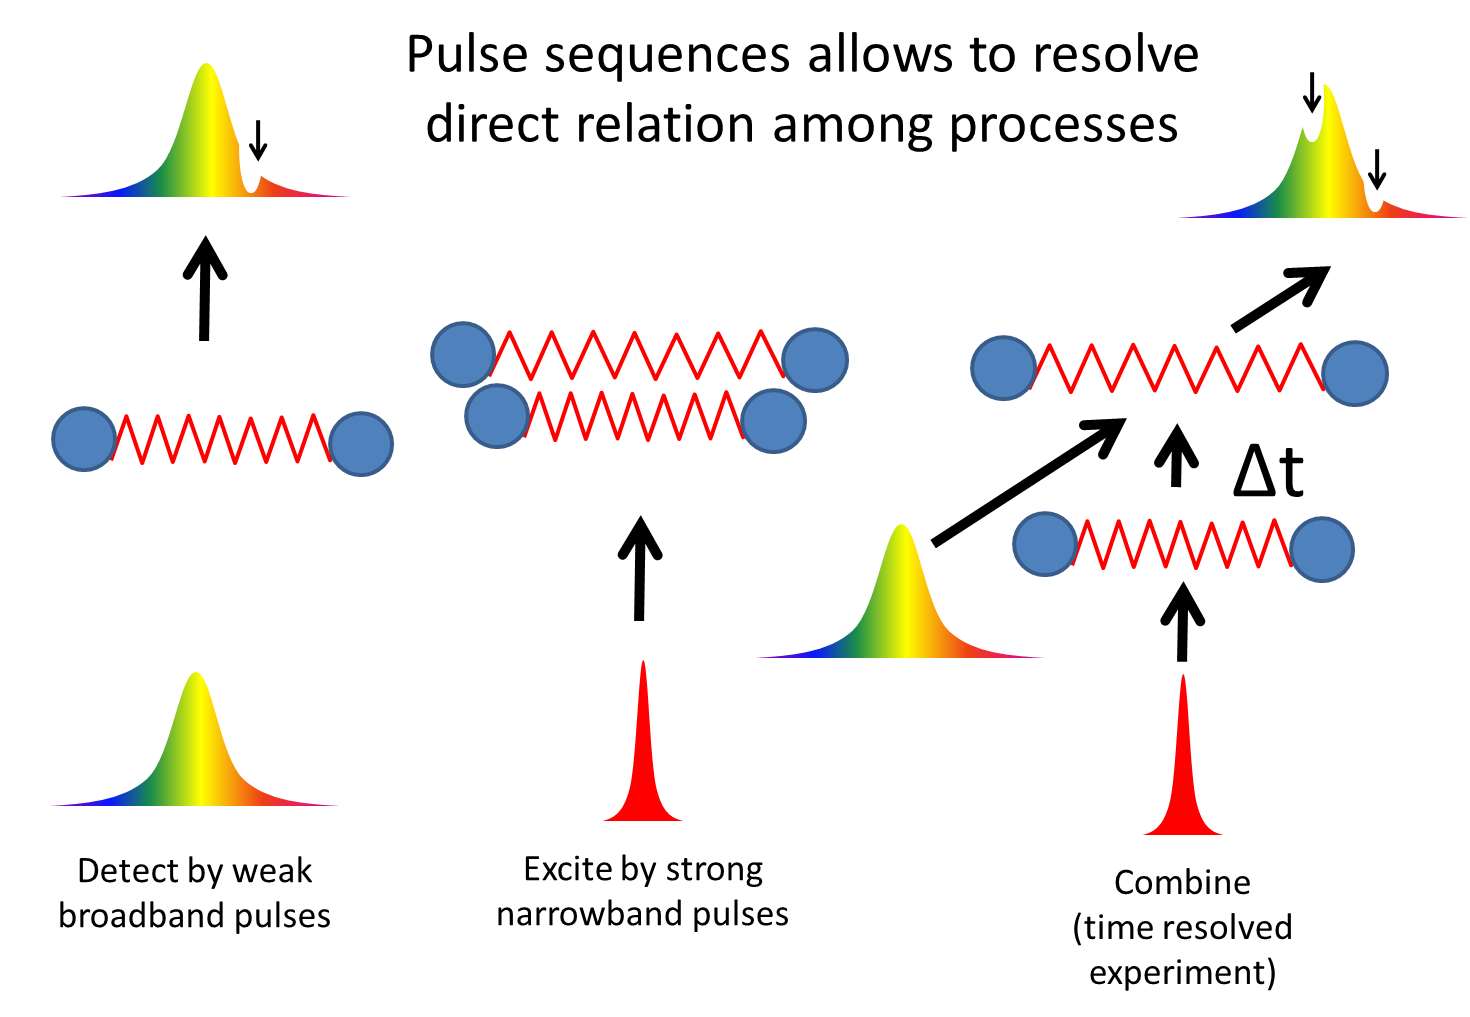 Pulse sequences allows to resolve
direct relation among processes
Δt
Detect by weak
broadband pulses
Excite by strong
narrowband pulses
Combine
(time resolved
experiment)